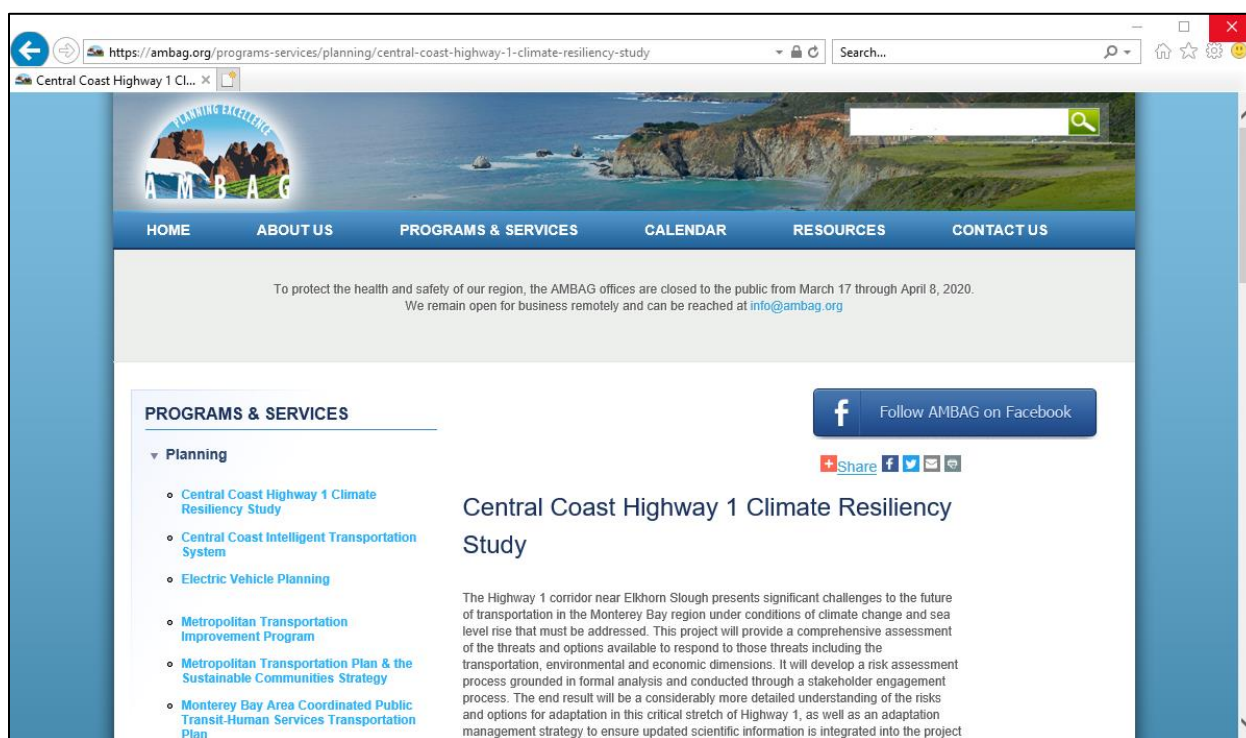 https://ambag.org/programs-services/planning/central-coast-highway-1-climate-resiliency-study
Search...
Central Coast Highway 1 Cl...
PLANNING EXCELLENCE
AMBAG
HOME
ABOUT US
PROGRAMS & SERVICES
CALENDAR
RESOURCES
CONTACT US
To protect the health and safety of our region, the AMBAG offices are closed to the public from March 17 through April 8, 2020.
We remain open for business remotely and can be reached at info@ambag.org
PROGRAMS & SERVICES
Planning
Central Coast Highway 1 Climate
Resiliency Study
Central Coast Intelligent Transportation
System
Electric Vehicle Planning
Metropolitan Transportation
Improvement Program
Metropolitan Transportation Plan & the
Sustainable Communities Strategy
Monterey Bay Area Coordinated Public
Transit-Human Services Transportation
Plan
f Follow AMBAG on Facebook
Share
Central Coast Highway 1 Climate Resiliency
Study
The Highway 1 corridor near Elkhorn Slough presents significant challenges to the future
of transportation in the Monterey Bay region under conditions of climate change and sea
level rise that must be addressed. This project will provide a comprehensive assessment
of the threats and options available to respond to those threats including the
transportation, environmental and economic dimensions. It will develop a risk assessment
process grounded in formal analysis and conducted through a stakeholder engagement
process. The end result will be a considerably more detailed understanding of the risks
and options for adaptation in this critical stretch of Highway 1, as well as an adaptation
management strategy to ensure updated scientific information is integrated into the project